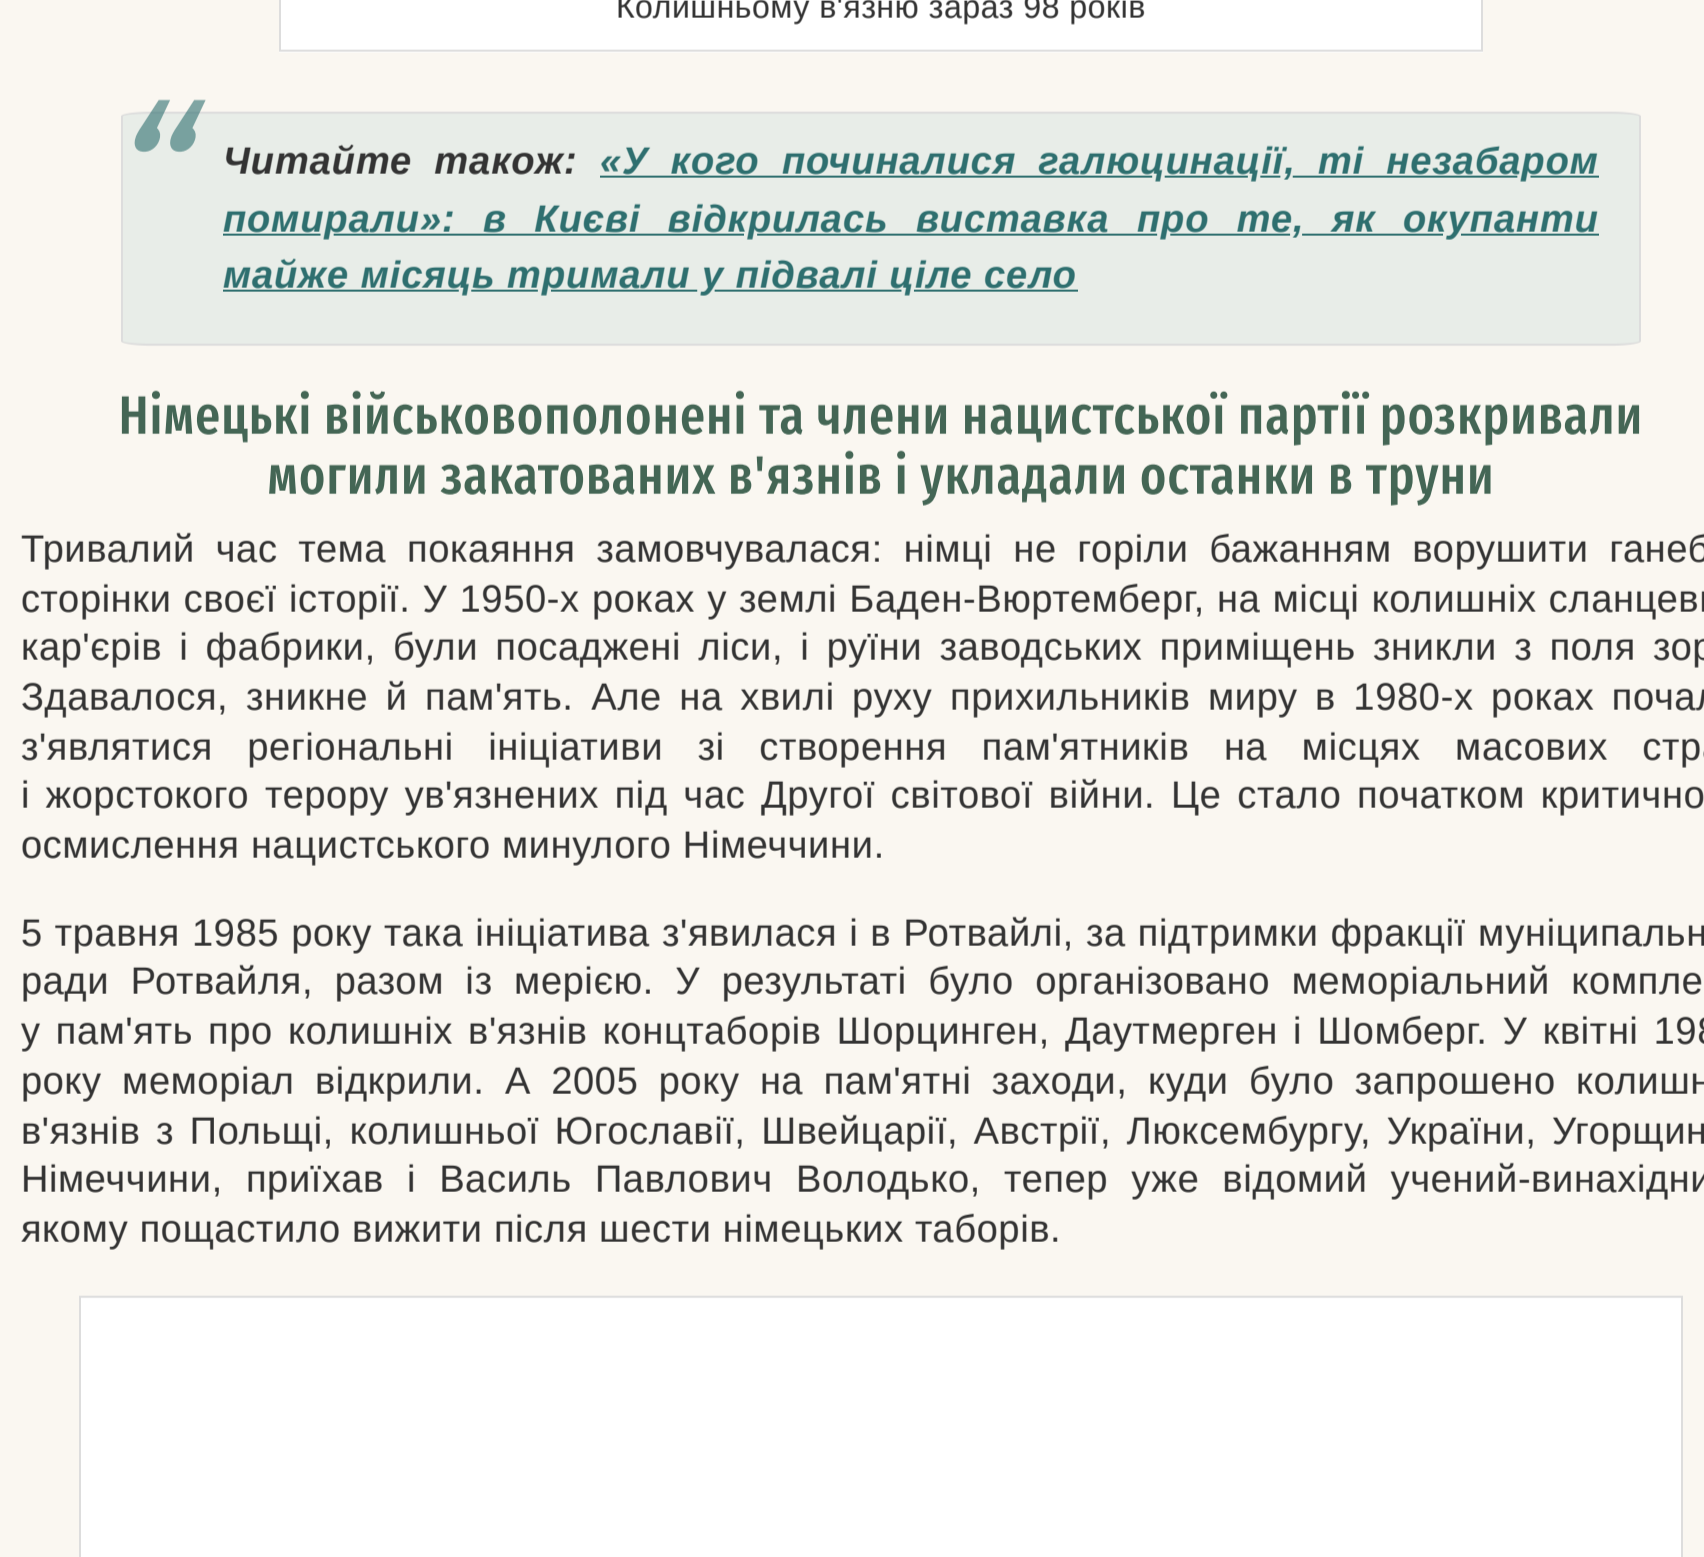 Колишньому в'язню зараз 98 років
Читайте також: «У кого починалися галюцинації, ті незабаром
помирали»: в Києві відкрилась виставка про те, як окупанти
майже місяць тримали у підвалі ціле село
Німецькі військовополонені та члени нацистської партії розкривали
могили закатованих в'язнів і укладали останки в труни
Тривалий час тема покаяння замовчувалася: німці не горіли бажанням ворушити
сторінки своєї історії. У 1950-х роках у землі Баден-Вюртемберг, на місці колишніх
кар'єрів і фабрики, були посаджені ліси, і руїни заводських приміщень зникли з поля
Здавалося, зникне й пам'ять. Але на хвилі руху прихильників миру в 1980-х роках
з'являтися регіональні ініціативи зі створення пам'ятників на місцях масових
і жорстокого терору ув'язнених під час Другої світової війни. Це стало початком
осмислення нацистського минулого Німеччини.
5 травня 1985 року така ініціатива з'явилася і в Ротвайлі, за підтримки фракції
ради Ротвайля, разом із мерією. У результаті було організовано меморіальний
у пам'ять про колишніх в'язнів концтаборів Шорцинген, Даутмерген і Шомберг. У квітні
року меморіал відкрили. А 2005 року на пам'ятні заходи, куди було запрошено
в'язнів з Польщі, колишньої Югославії, Швейцарії, Австрії, Люксембургу, України,
Німеччини, приїхав і Василь Павлович Володько, тепер уже відомий
якому пощастило вижити після шести німецьких таборів.